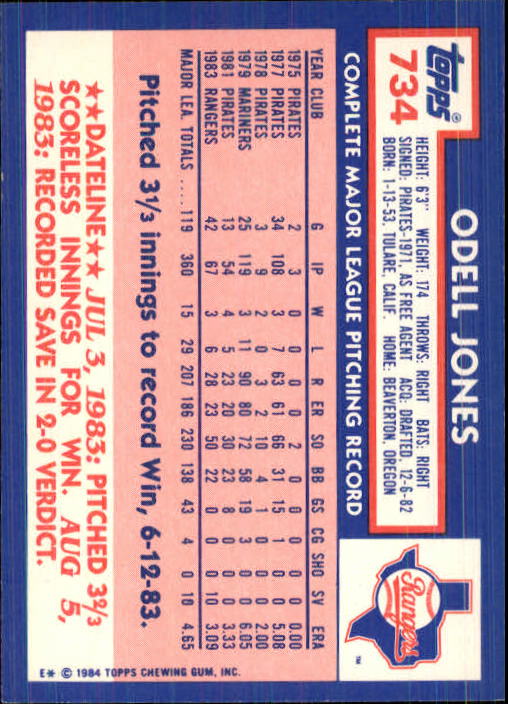 topps®
734
ODELL JONES
HEIGHT: 6'3" WEIGHT: 174 THROWS: RIGHT BATS: RIGHT
SIGNED: PIRATES-1971, AS FREE AGENT. ACQ: DRAFTED, 12-6-82
BORN: 1-13-53, TULARE, CALIF. HOME: BEAVERTON, OREGON
Rangers
TM
COMPLETE MAJOR LEAGUE PITCHING RECORD
YEAR CLUB G IP W L R ER SO BB GS CG SHO SV ERA
1975 PIRATES 2 3 0 0 0 0 2 0 0 0 0 0 0.00
1977 PIRATES 34 108 3 7 63 61 66 31 15 1 0 0 5.08
1978 PIRATES 3 9 2 0 3 2 10 4 1 0 0 0 2.00
1979 MARINERS 25 119 3 11 90 80 72 58 19 3 0 0 6.05
1981 PIRATES 13 54 4 5 23 20 30 23 8 0 0 0 3.33
1983 RANGERS 42 67 3 6 28 23 50 22 0 0 0 10 3.09
MAJOR LEA. TOTALS .... 119 360 15 29 207 186 230 138 43 4 0 10 4.65
Pitched 3⅓ innings to record Win, 6-12-83.
★★DATELINE★★ JUL 3, 1983: PITCHED 3⅔
SCORELESS INNINGS FOR WIN. AUG 5,
1983: RECORDED SAVE IN 2-0 VERDICT.
E* © 1984 TOPPS CHEWING GUM, INC.